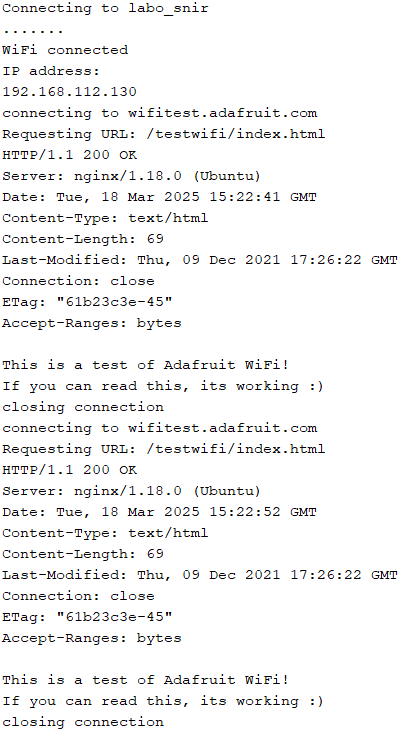 Connecting to labo_snir
.......
WiFi connected
IP address:
192.168.112.130
connecting to wifitest.adafruit.com
Requesting URL: /testwifi/index.html
HTTP/1.1 200 OK
Server: nginx/1.18.0 (Ubuntu)
Date: Tue, 18 Mar 2025 15:22:41 GMT
Content-Type: text/html
Content-Length: 69
Last-Modified: Thu, 09 Dec 2021 17:26:22 GMT
Connection: close
ETag: "61b23c3e-45"
Accept-Ranges: bytes

This is a test of Adafruit WiFi!
If you can read this, its working :)
closing connection
connecting to wifitest.adafruit.com
Requesting URL: /testwifi/index.html
HTTP/1.1 200 OK
Server: nginx/1.18.0 (Ubuntu)
Date: Tue, 18 Mar 2025 15:22:52 GMT
Content-Type: text/html
Content-Length: 69
Last-Modified: Thu, 09 Dec 2021 17:26:22 GMT
Connection: close
ETag: "61b23c3e-45"
Accept-Ranges: bytes

This is a test of Adafruit WiFi!
If you can read this, its working :)
closing connection